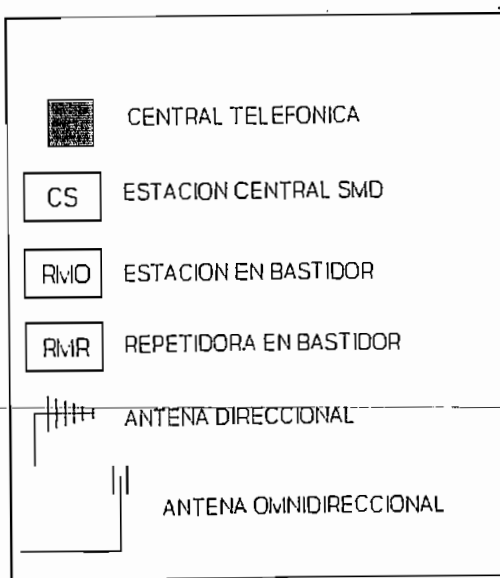 CENTRAL TELEFONICA
CS ESTACION CENTRAL SMD
RMO ESTACION EN BASTIDOR
RMR REPETIDORA EN BASTIDOR
ANTENA DIRECCIONAL
ANTENA OMNIDIRECCIONAL